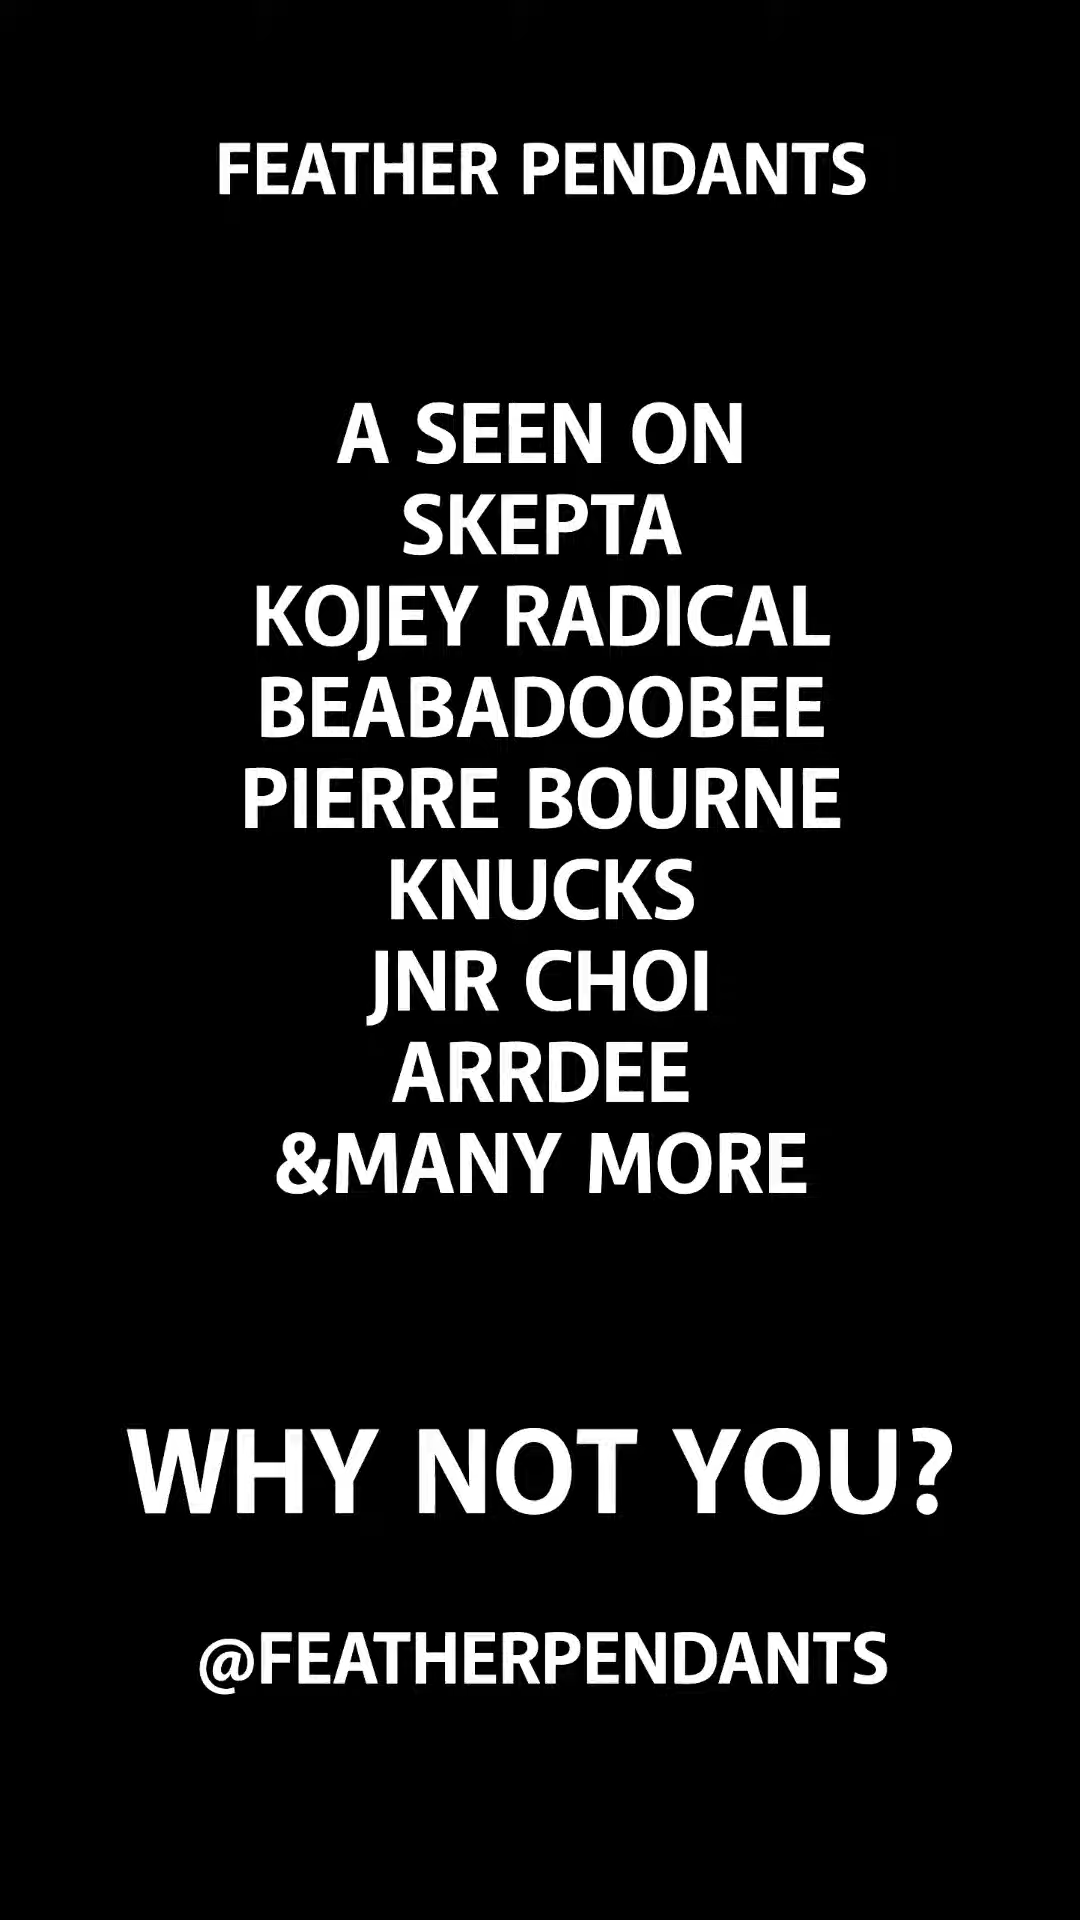 FEATHER PENDANTS
A SEEN ON
SKEPTA
KOJEY RADICAL
BEABADOOBEE
PIERRE BOURNE
KNUCKS
JNR CHOI
ARRDEE
&MANY MORE
WHY NOT YOU?
@FEATHERPENDANTS